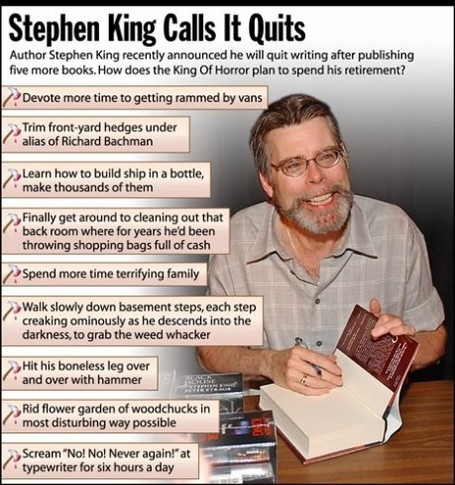 Stephen King Calls It Quits
Author Stephen King recently announced he will quit writing after publishing
five more books. How does the King Of Horror plan to spend his retirement?
Devote more time to getting rammed by vans
Trim front-yard hedges under
alias of Richard Bachman
Learn how to build ship in a bottle,
make thousands of them
Finally get around to cleaning out that
back room where for years he'd been
throwing shopping bags full of cash
Spend more time terrifying family
Walk slowly down basement steps, each step
creaking ominously as he descends into the
darkness, to grab the weed whacker
Hit his boneless leg over
and over with hammer
Rid flower garden of woodchucks in
most disturbing way possible
Scream "No! No! Never again!" at
typewriter for six hours a day
BLACK
HOUSE
STEPHEN KING
PETER STRAUB